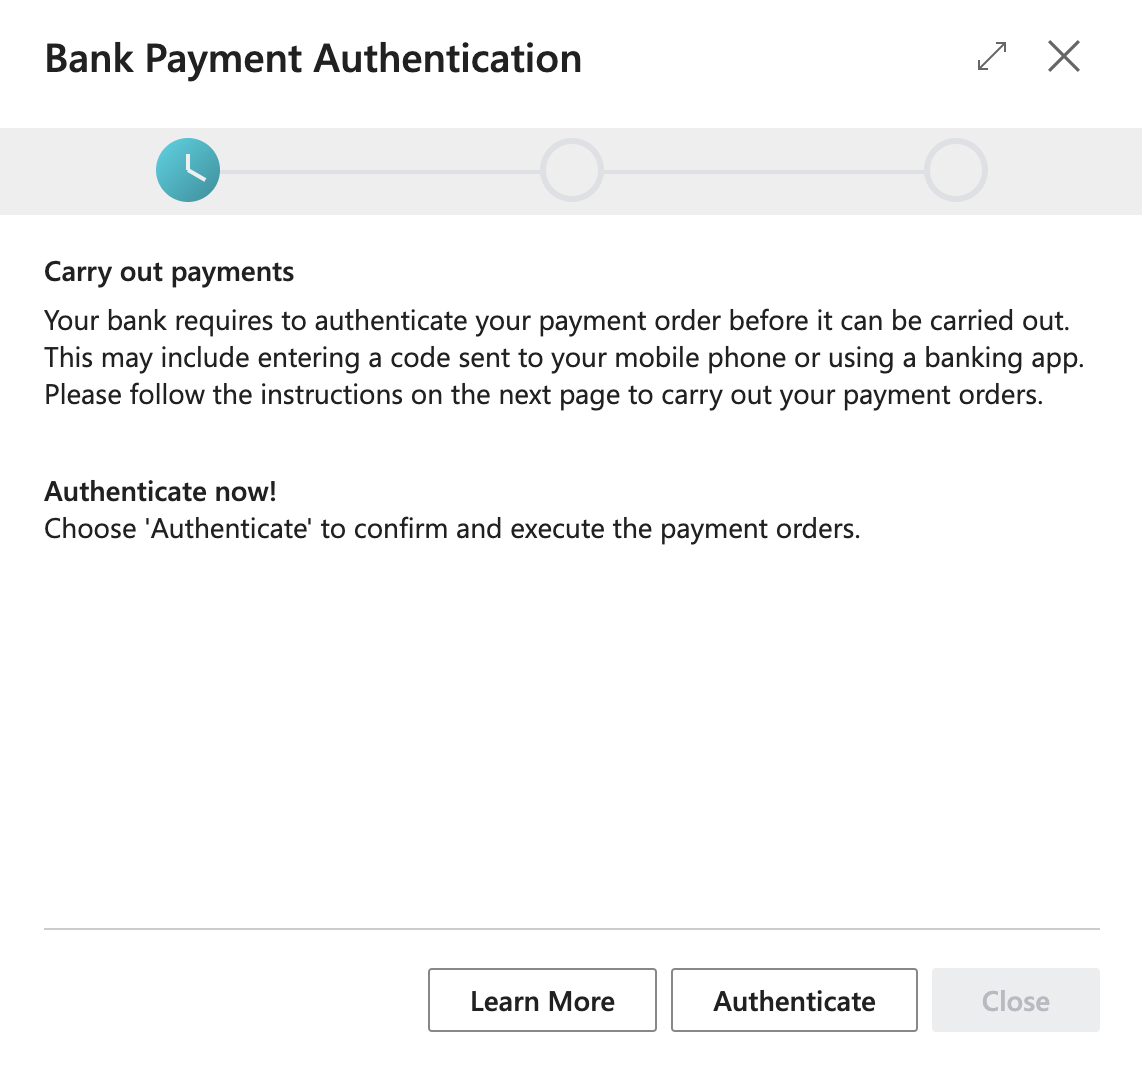 Bank Payment Authentication
Carry out payments
Your bank requires to authenticate your payment order before it can be carried out.
This may include entering a code sent to your mobile phone or using a banking app.
Please follow the instructions on the next page to carry out your payment orders.
Authenticate now!
Choose 'Authenticate' to confirm and execute the payment orders.
Learn More
Authenticate
Close